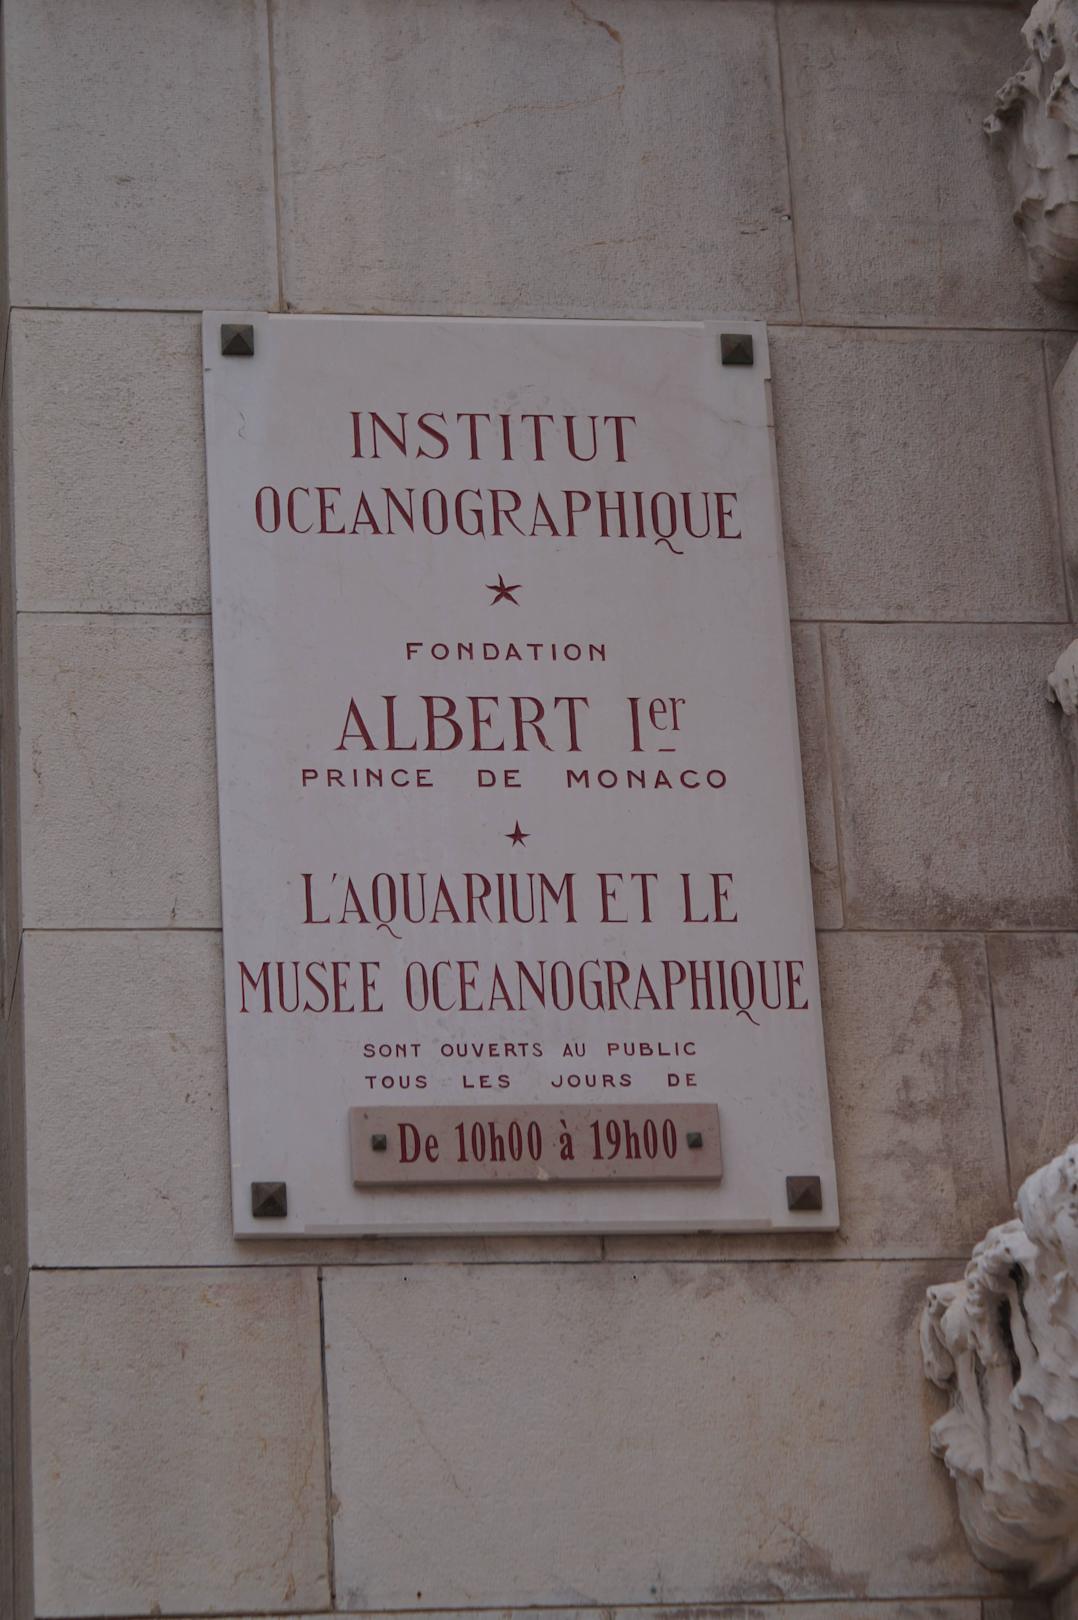 INSTITUT
OCEANOGRAPHIQUE
FONDATION
ALBERT Ier
PRINCE DE MONACO
L'AQUARIUM ET LE
MUSEE OCEANOGRAPHIQUE
SONT OUVERTS AU PUBLIC
TOUS LES JOURS DE
De 10h00 à 19h00